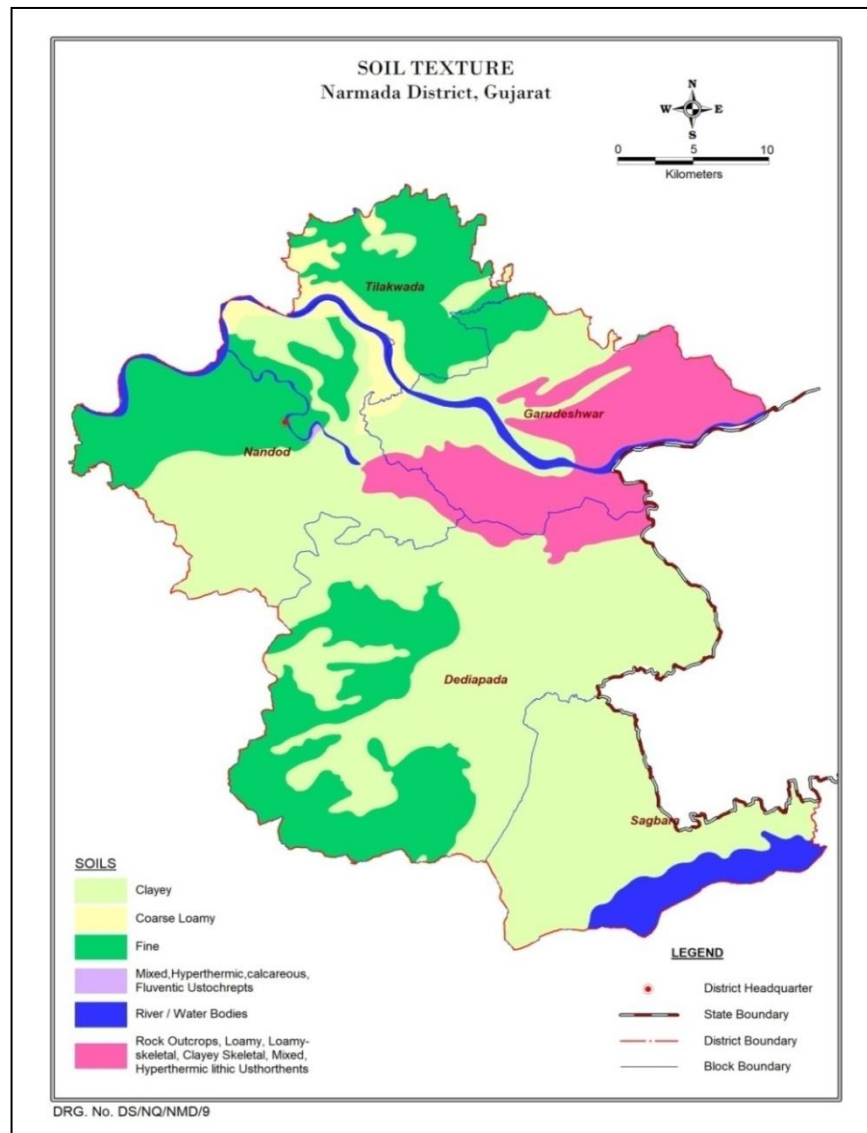 SOIL TEXTURE
Narmada District, Gujarat
N
W E
S
0 5 10
Kilometers
Tilakwada
Garudeshwar
Nandod
Dediapada
Sagbara
SOILS
Clayey
Coarse Loamy
Fine
Mixed,Hyperthermic,calcareous,
Fluventic Ustochrepts
River / Water Bodies
Rock Outcrops, Loamy, Loamy-
skeletal, Clayey Skeletal, Mixed,
Hyperthermic lithic Usthorthents
LEGEND
District Headquarter
State Boundary
District Boundary
Block Boundary
DRG. No. DS/NQ/NMD/9